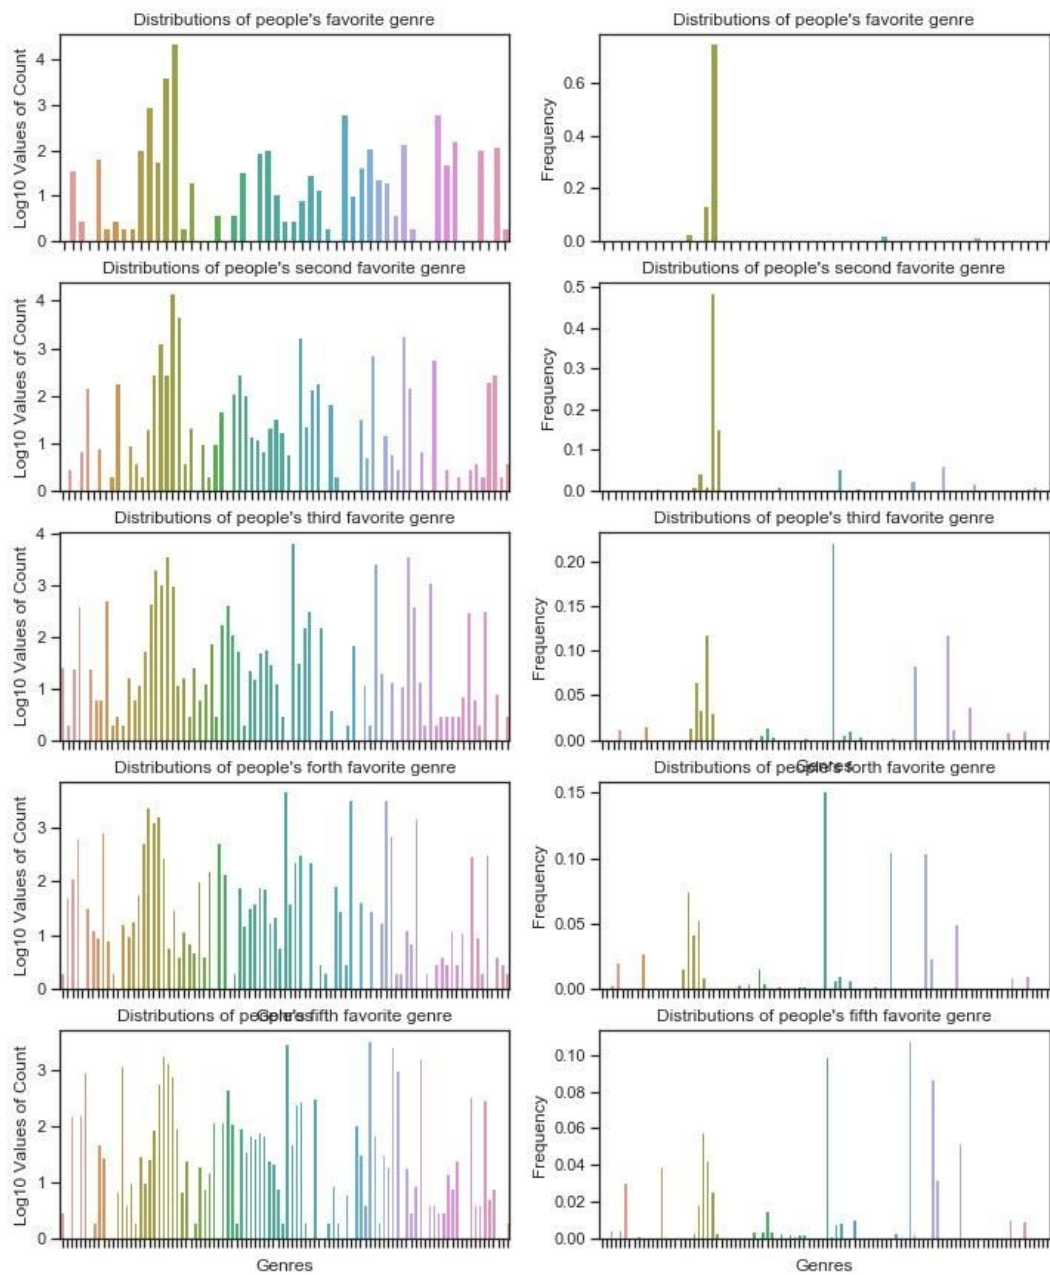 Distributions of people's favorite genre
Log10 Values of Count
4
3
2
1
0
Distributions of people's favorite genre
Frequency
0.6
0.4
0.2
0.0
Distributions of people's second favorite genre
Log10 Values of Count
4
3
2
1
0
Distributions of people's second favorite genre
Frequency
0.5
0.4
0.3
0.2
0.1
0.0
Distributions of people's third favorite genre
Log10 Values of Count
4
3
2
1
0
Distributions of people's third favorite genre
Frequency
0.20
0.15
0.10
0.05
0.00
Genres
Distributions of people's forth favorite genre
Log10 Values of Count
3
2
1
0
Distributions of people's forth favorite genre
Frequency
0.15
0.10
0.05
0.00
Genres
Distributions of people's fifth favorite genre
Log10 Values of Count
3
2
1
0
Genres
Distributions of people's fifth favorite genre
Frequency
0.10
0.08
0.06
0.04
0.02
0.00
Genres